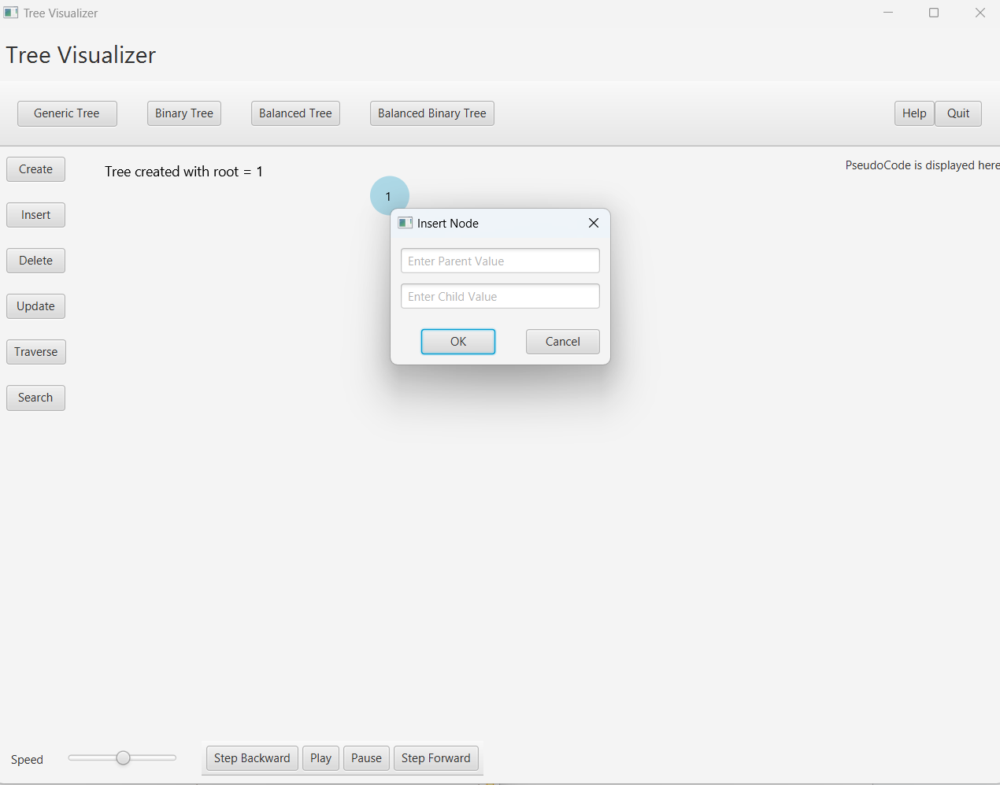 Tree Visualizer
Tree Visualizer
Generic Tree Binary Tree Balanced Tree Balanced Binary Tree Help Quit
Create
Tree created with root = 1
PseudoCode is displayed here
1
Insert
Insert Node
Enter Parent Value
Enter Child Value
OK Cancel
Delete
Update
Traverse
Search
Speed
Step Backward Play Pause Step Forward